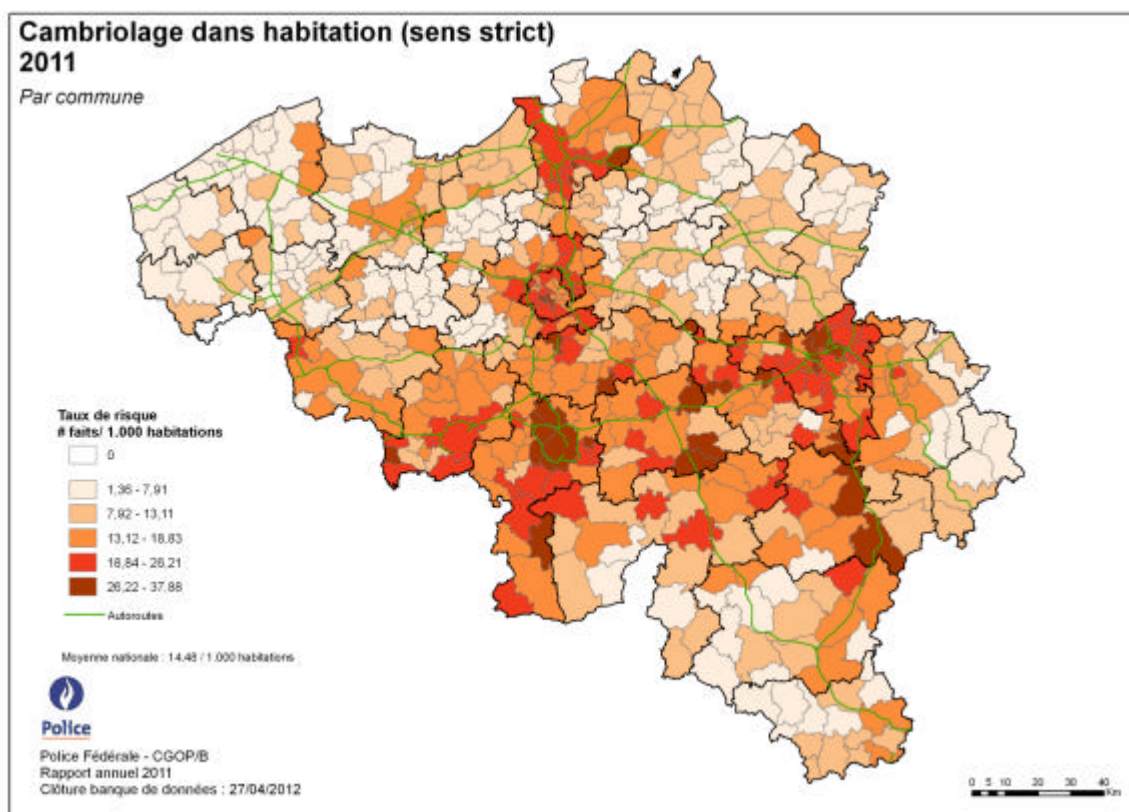 Cambriolage dans habitation (sens strict)
2011
Par commune
Taux de risque
# faits/ 1.000 habitations
0
1,36 - 7,91
7,92 - 13,11
13,12 - 18,83
18,84 - 26,21
26,22 - 37,88
Autoroutes
Moyenne nationale : 14,48 / 1.000 habitations
Police
Police Fédérale - CGOP/B
Rapport annuel 2011
Clôture banque de données : 27/04/2012
0 5 10 20 30 40
Km